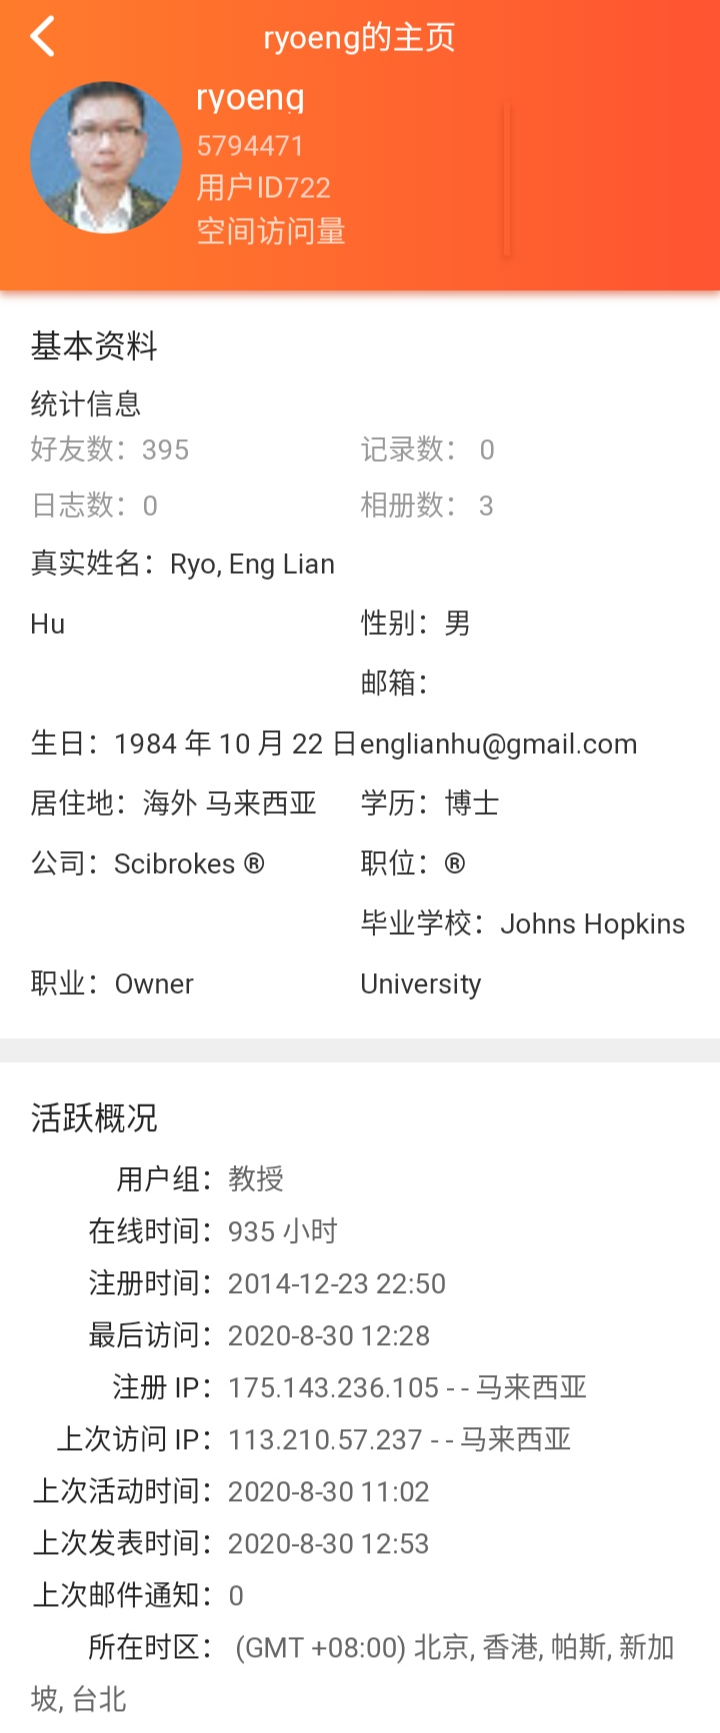 ryoeng的主页
ryoeng
5794471
用户ID722
空间访问量
基本资料
统计信息
好友数：395 记录数： 0
日志数：0 相册数： 3
真实姓名：Ryo, Eng Lian
Hu 性别：男
邮箱：
生日：1984 年 10 月 22 日englianhu@gmail.com
居住地：海外 马来西亚 学历：博士
公司：Scibrokes ® 职位：®
毕业学校：Johns Hopkins
职业：Owner University
活跃概况
用户组：教授
在线时间：935 小时
注册时间：2014-12-23 22:50
最后访问：2020-8-30 12:28
注册 IP：175.143.236.105 - - 马来西亚
上次访问 IP：113.210.57.237 - - 马来西亚
上次活动时间：2020-8-30 11:02
上次发表时间：2020-8-30 12:53
上次邮件通知：0
所在时区： (GMT +08:00) 北京, 香港, 帕斯, 新加
坡, 台北